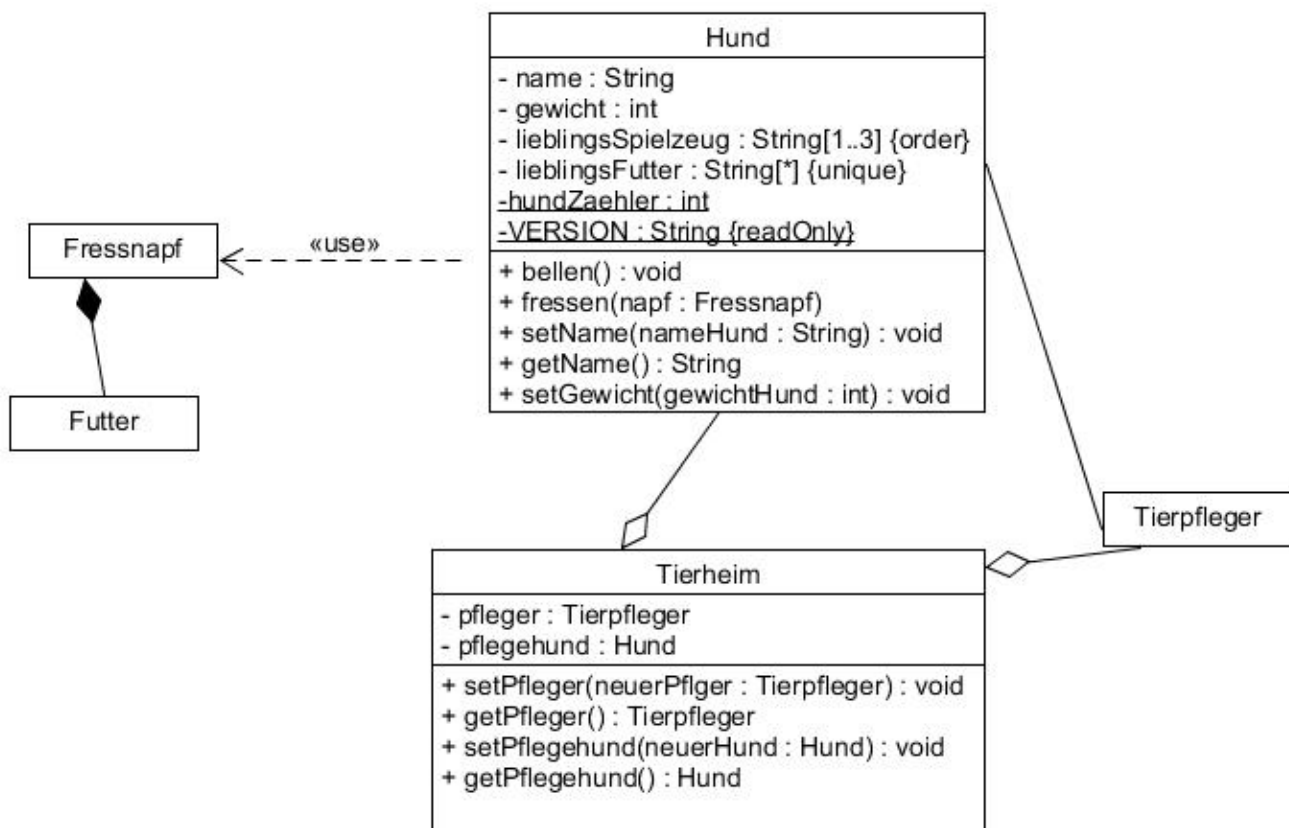 Hund
- name : String
- gewicht : int
- lieblingsSpielzeug : String[1..3] {order}
- lieblingsFutter : String[*] {unique}
-hundZaehler : int
-VERSION : String {readOnly}
+ bellen() : void
+ fressen(napf : Fressnapf)
+ setName(nameHund : String) : void
+ getName() : String
+ setGewicht(gewichtHund : int) : void
«use»
Fressnapf
Futter
Tierpfleger
Tierheim
- pfleger : Tierpfleger
- pflegehund : Hund
+ setPfleger(neuerPflger : Tierpfleger) : void
+ getPfleger() : Tierpfleger
+ setPflegehund(neuerHund : Hund) : void
+ getPflegehund() : Hund